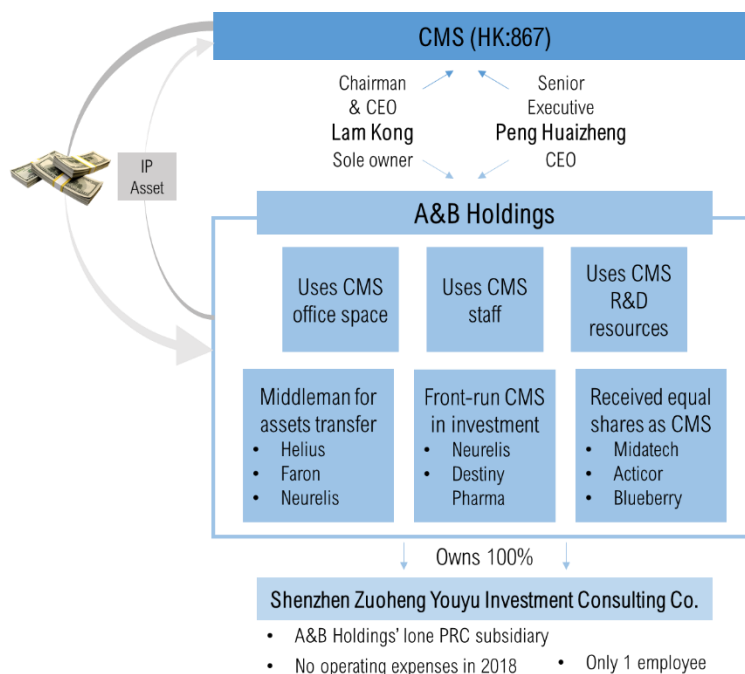 CMS (HK:867)
Chairman
& CEO
Lam Kong
Sole owner
Senior
Executive
Peng Huaizheng
CEO
IP
Asset
A&B Holdings
Uses CMS
office space
Uses CMS
staff
Uses CMS
R&D
resources
Middleman for
assets transfer
• Helius
• Faron
• Neurelis
Front-run CMS
in investment
• Neurelis
• Destiny
Pharma
Received equal
shares as CMS
• Midatech
• Acticor
• Blueberry
Owns 100%
Shenzhen Zuoheng Youyu Investment Consulting Co.
• A&B Holdings' lone PRC subsidiary
• No operating expenses in 2018
• Only 1 employee